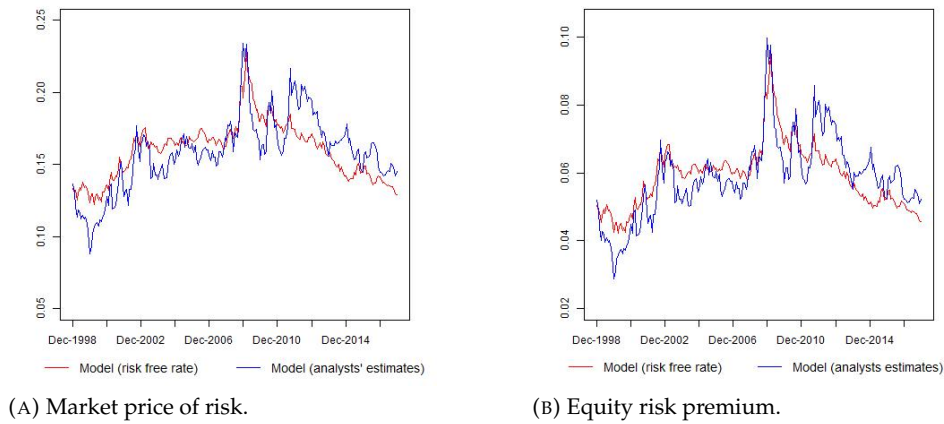 0.25
0.20
0.15
0.10
0.05
Dec-1998 Dec-2002 Dec-2006 Dec-2010 Dec-2014
Model (risk free rate) Model (analysts' estimates)
(A) Market price of risk.
0.10
0.08
0.06
0.04
0.02
Dec-1998 Dec-2002 Dec-2006 Dec-2010 Dec-2014
Model (risk free rate) Model (analysts estimates)
(B) Equity risk premium.